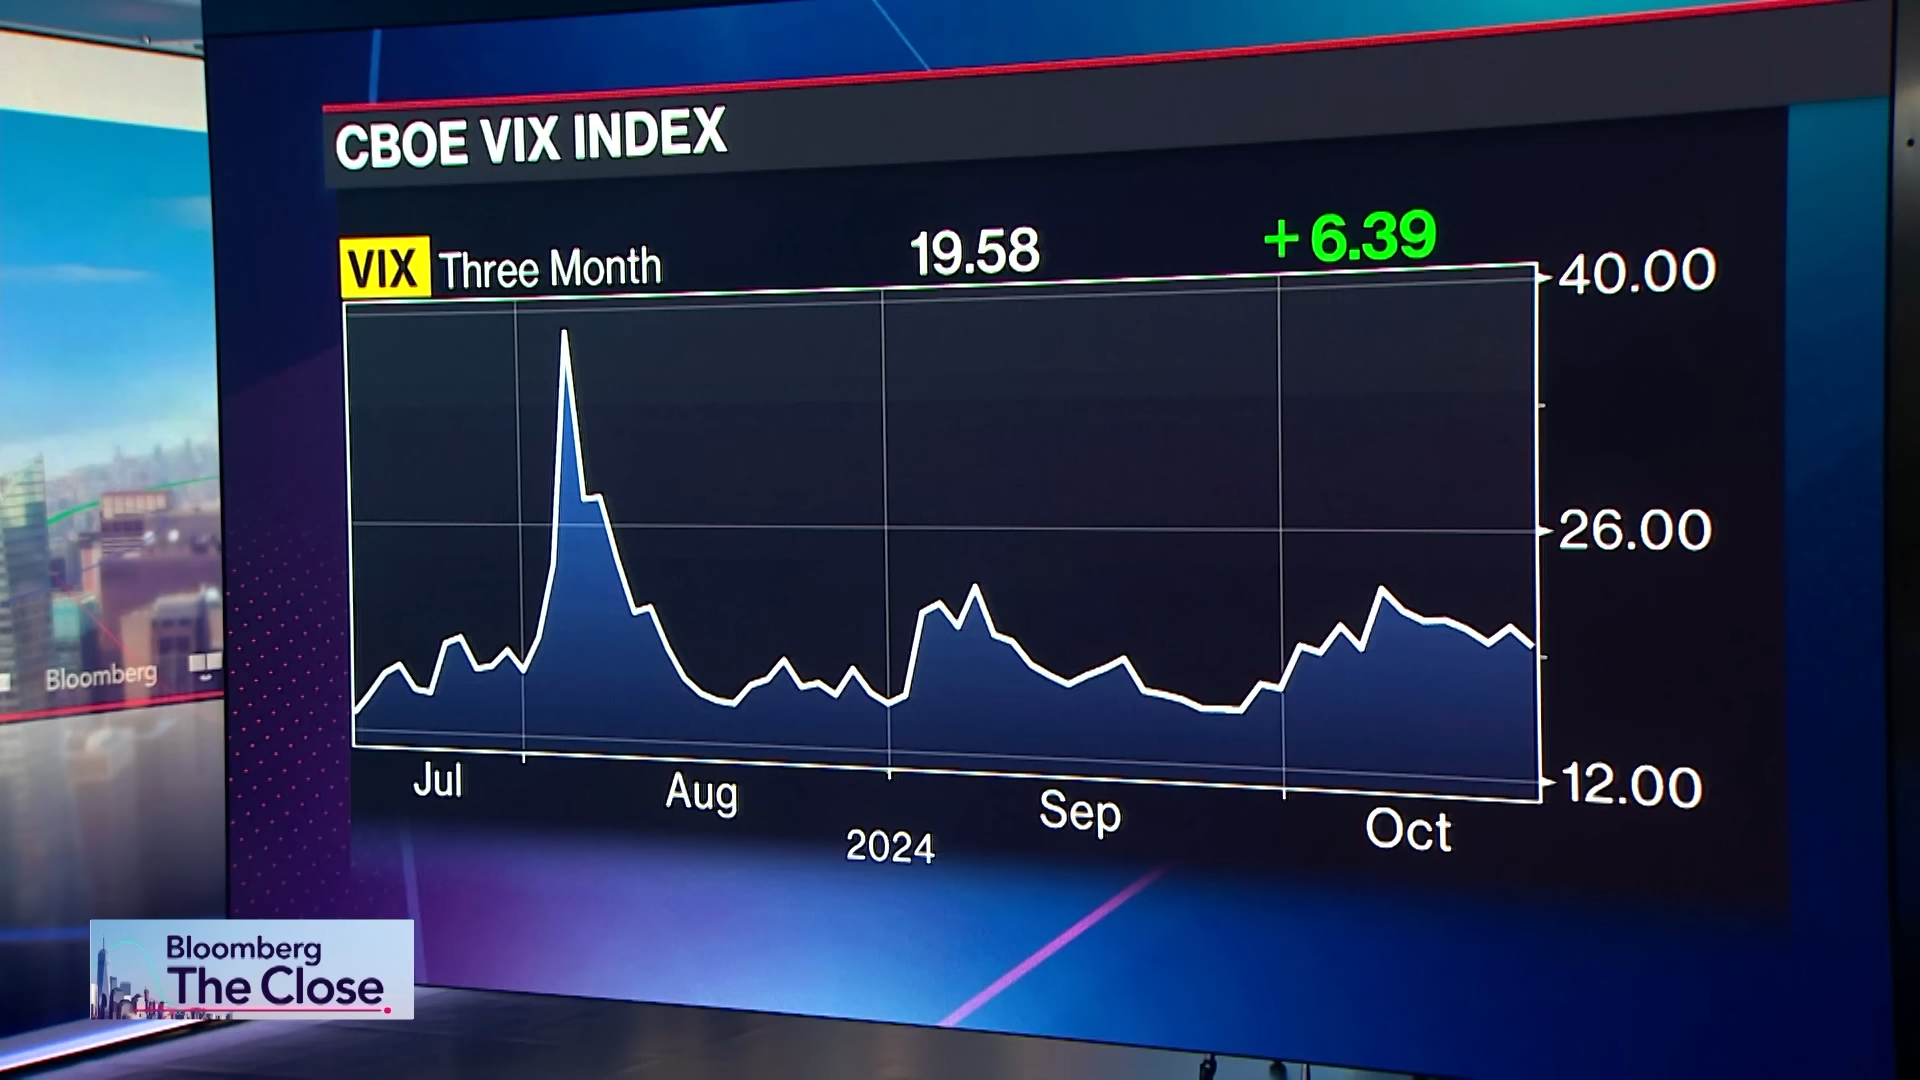 CBOE VIX INDEX
VIX Three Month 19.58 +6.39
40.00
26.00
12.00
Jul Aug Sep Oct
2024
Bloomberg
Bloomberg
The Close